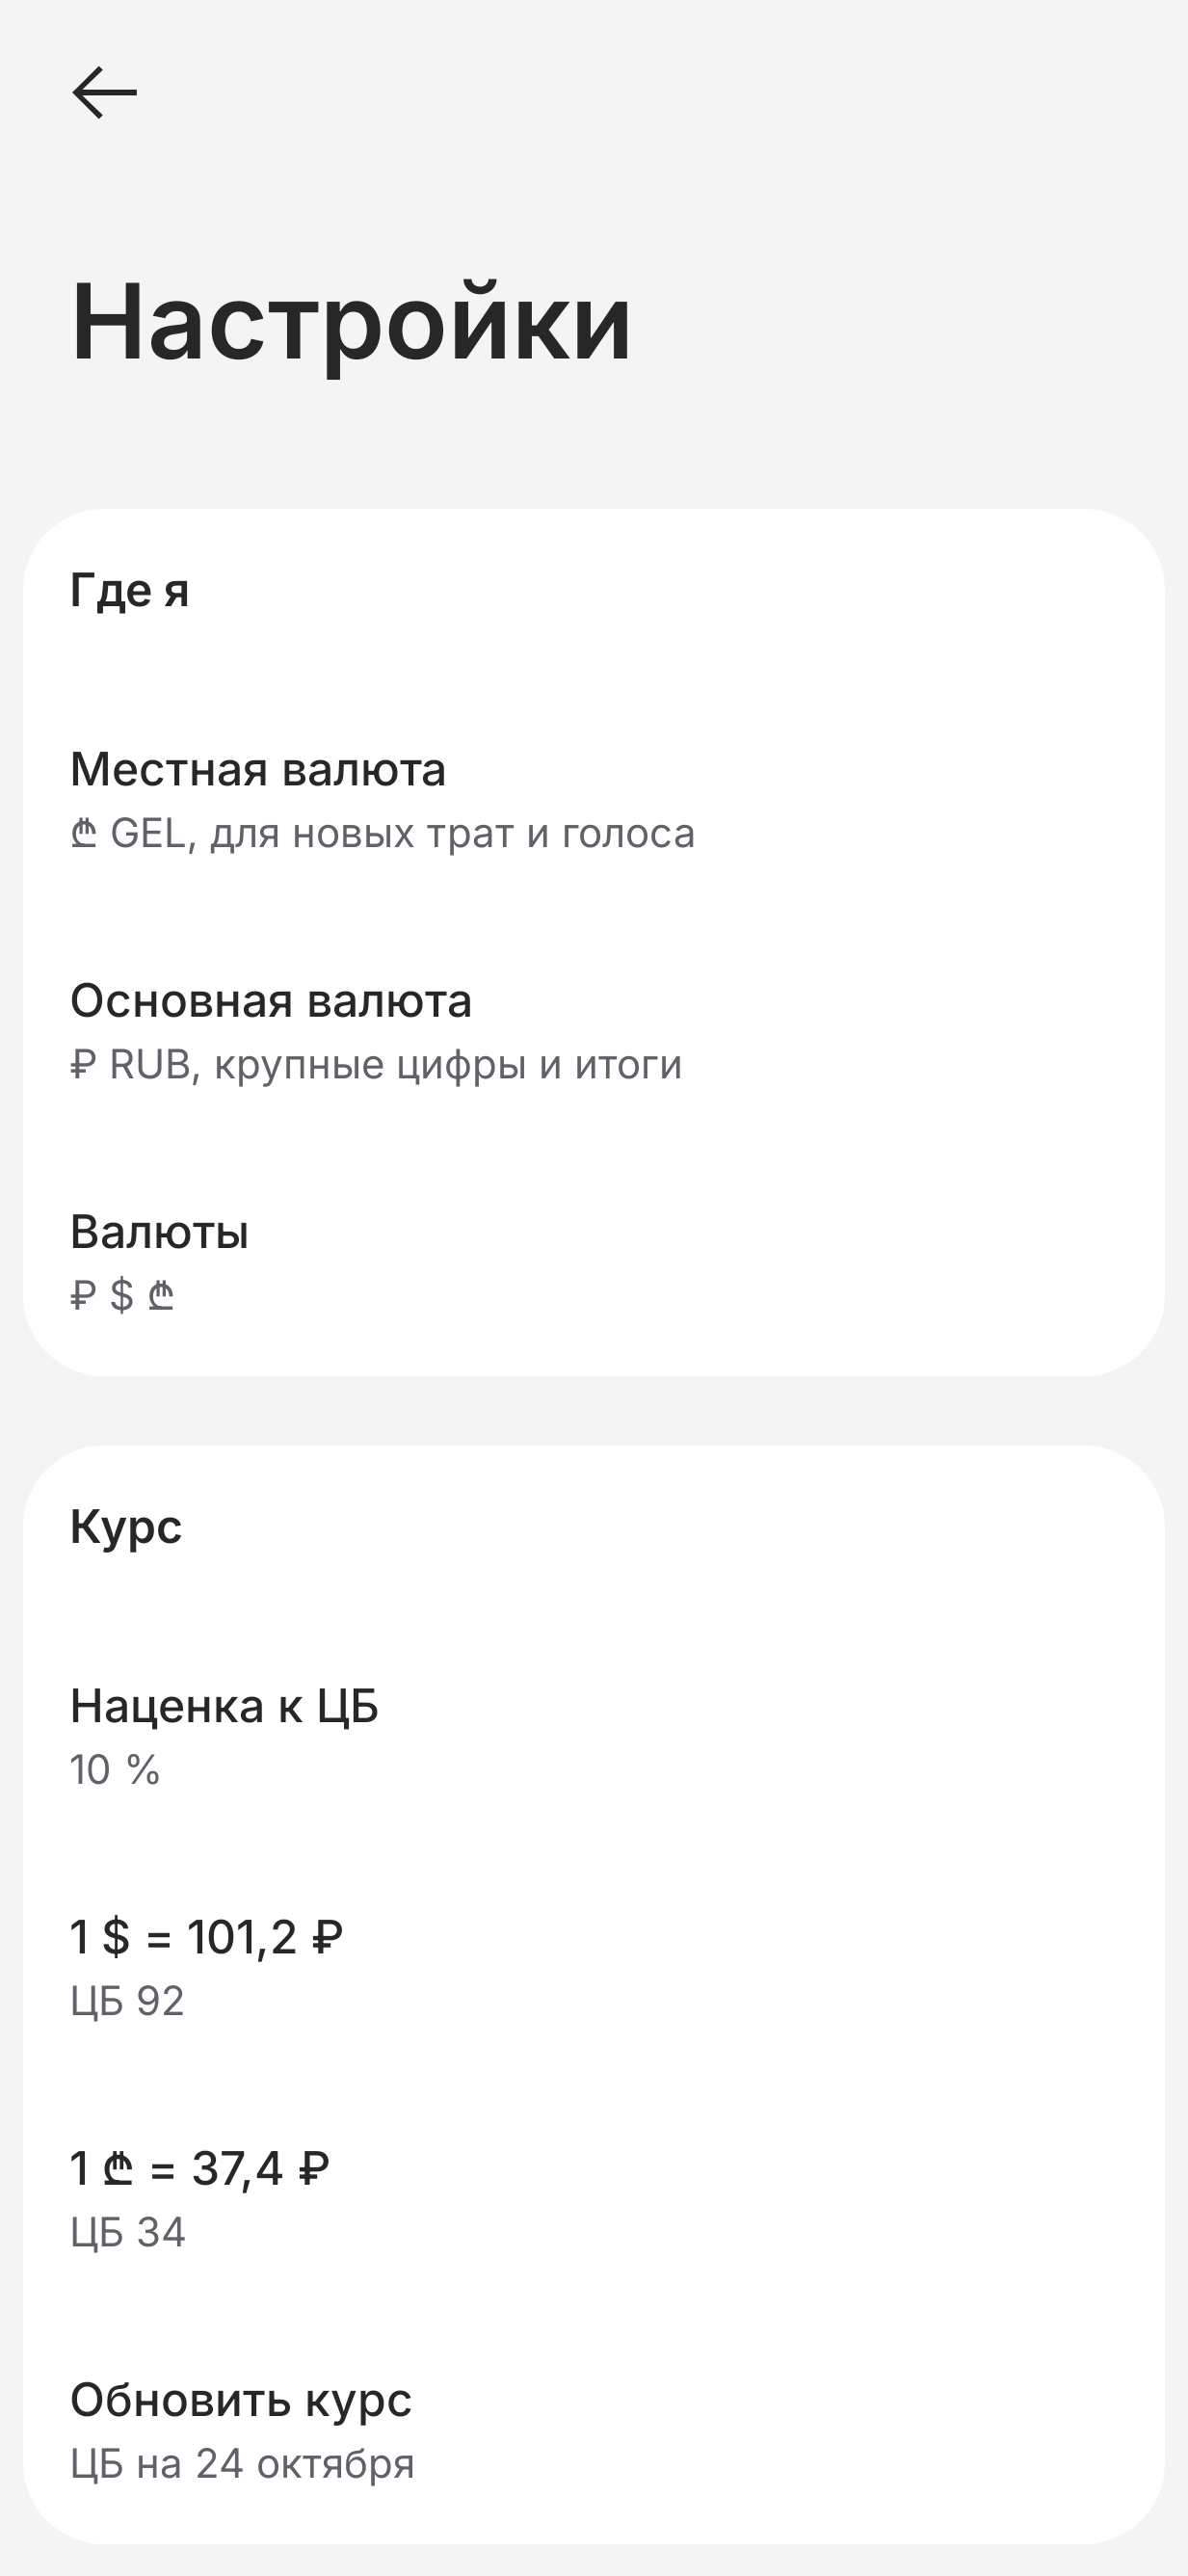 Настройки
Где я
Местная валюта
₾ GEL, для новых трат и голоса
Основная валюта
₽ RUB, крупные цифры и итоги
Валюты
₽ $ ₾
Курс
Наценка к ЦБ
10 %
1 $ = 101,2 ₽
ЦБ 92
1 ₾ = 37,4 ₽
ЦБ 34
Обновить курс
ЦБ на 24 октября